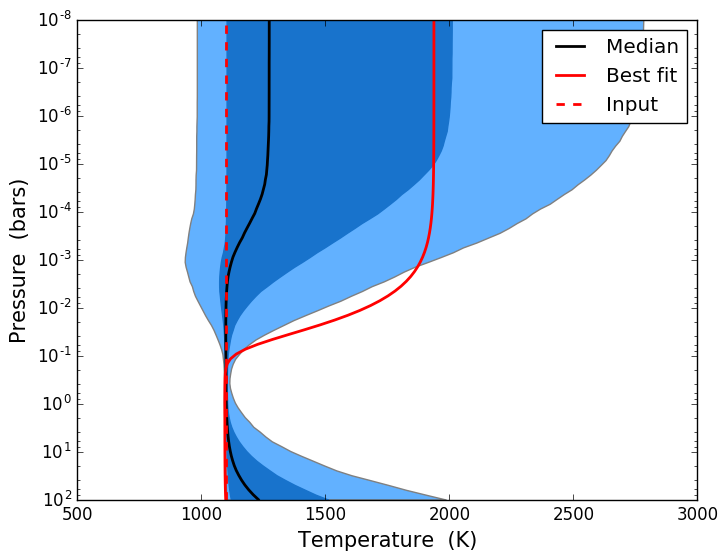 10⁻⁸
10⁻⁷
10⁻⁶
10⁻⁵
10⁻⁴
10⁻³
10⁻²
10⁻¹
10⁰
10¹
10²
Pressure (bars)
Median
Best fit
Input
500 1000 1500 2000 2500 3000
Temperature (K)